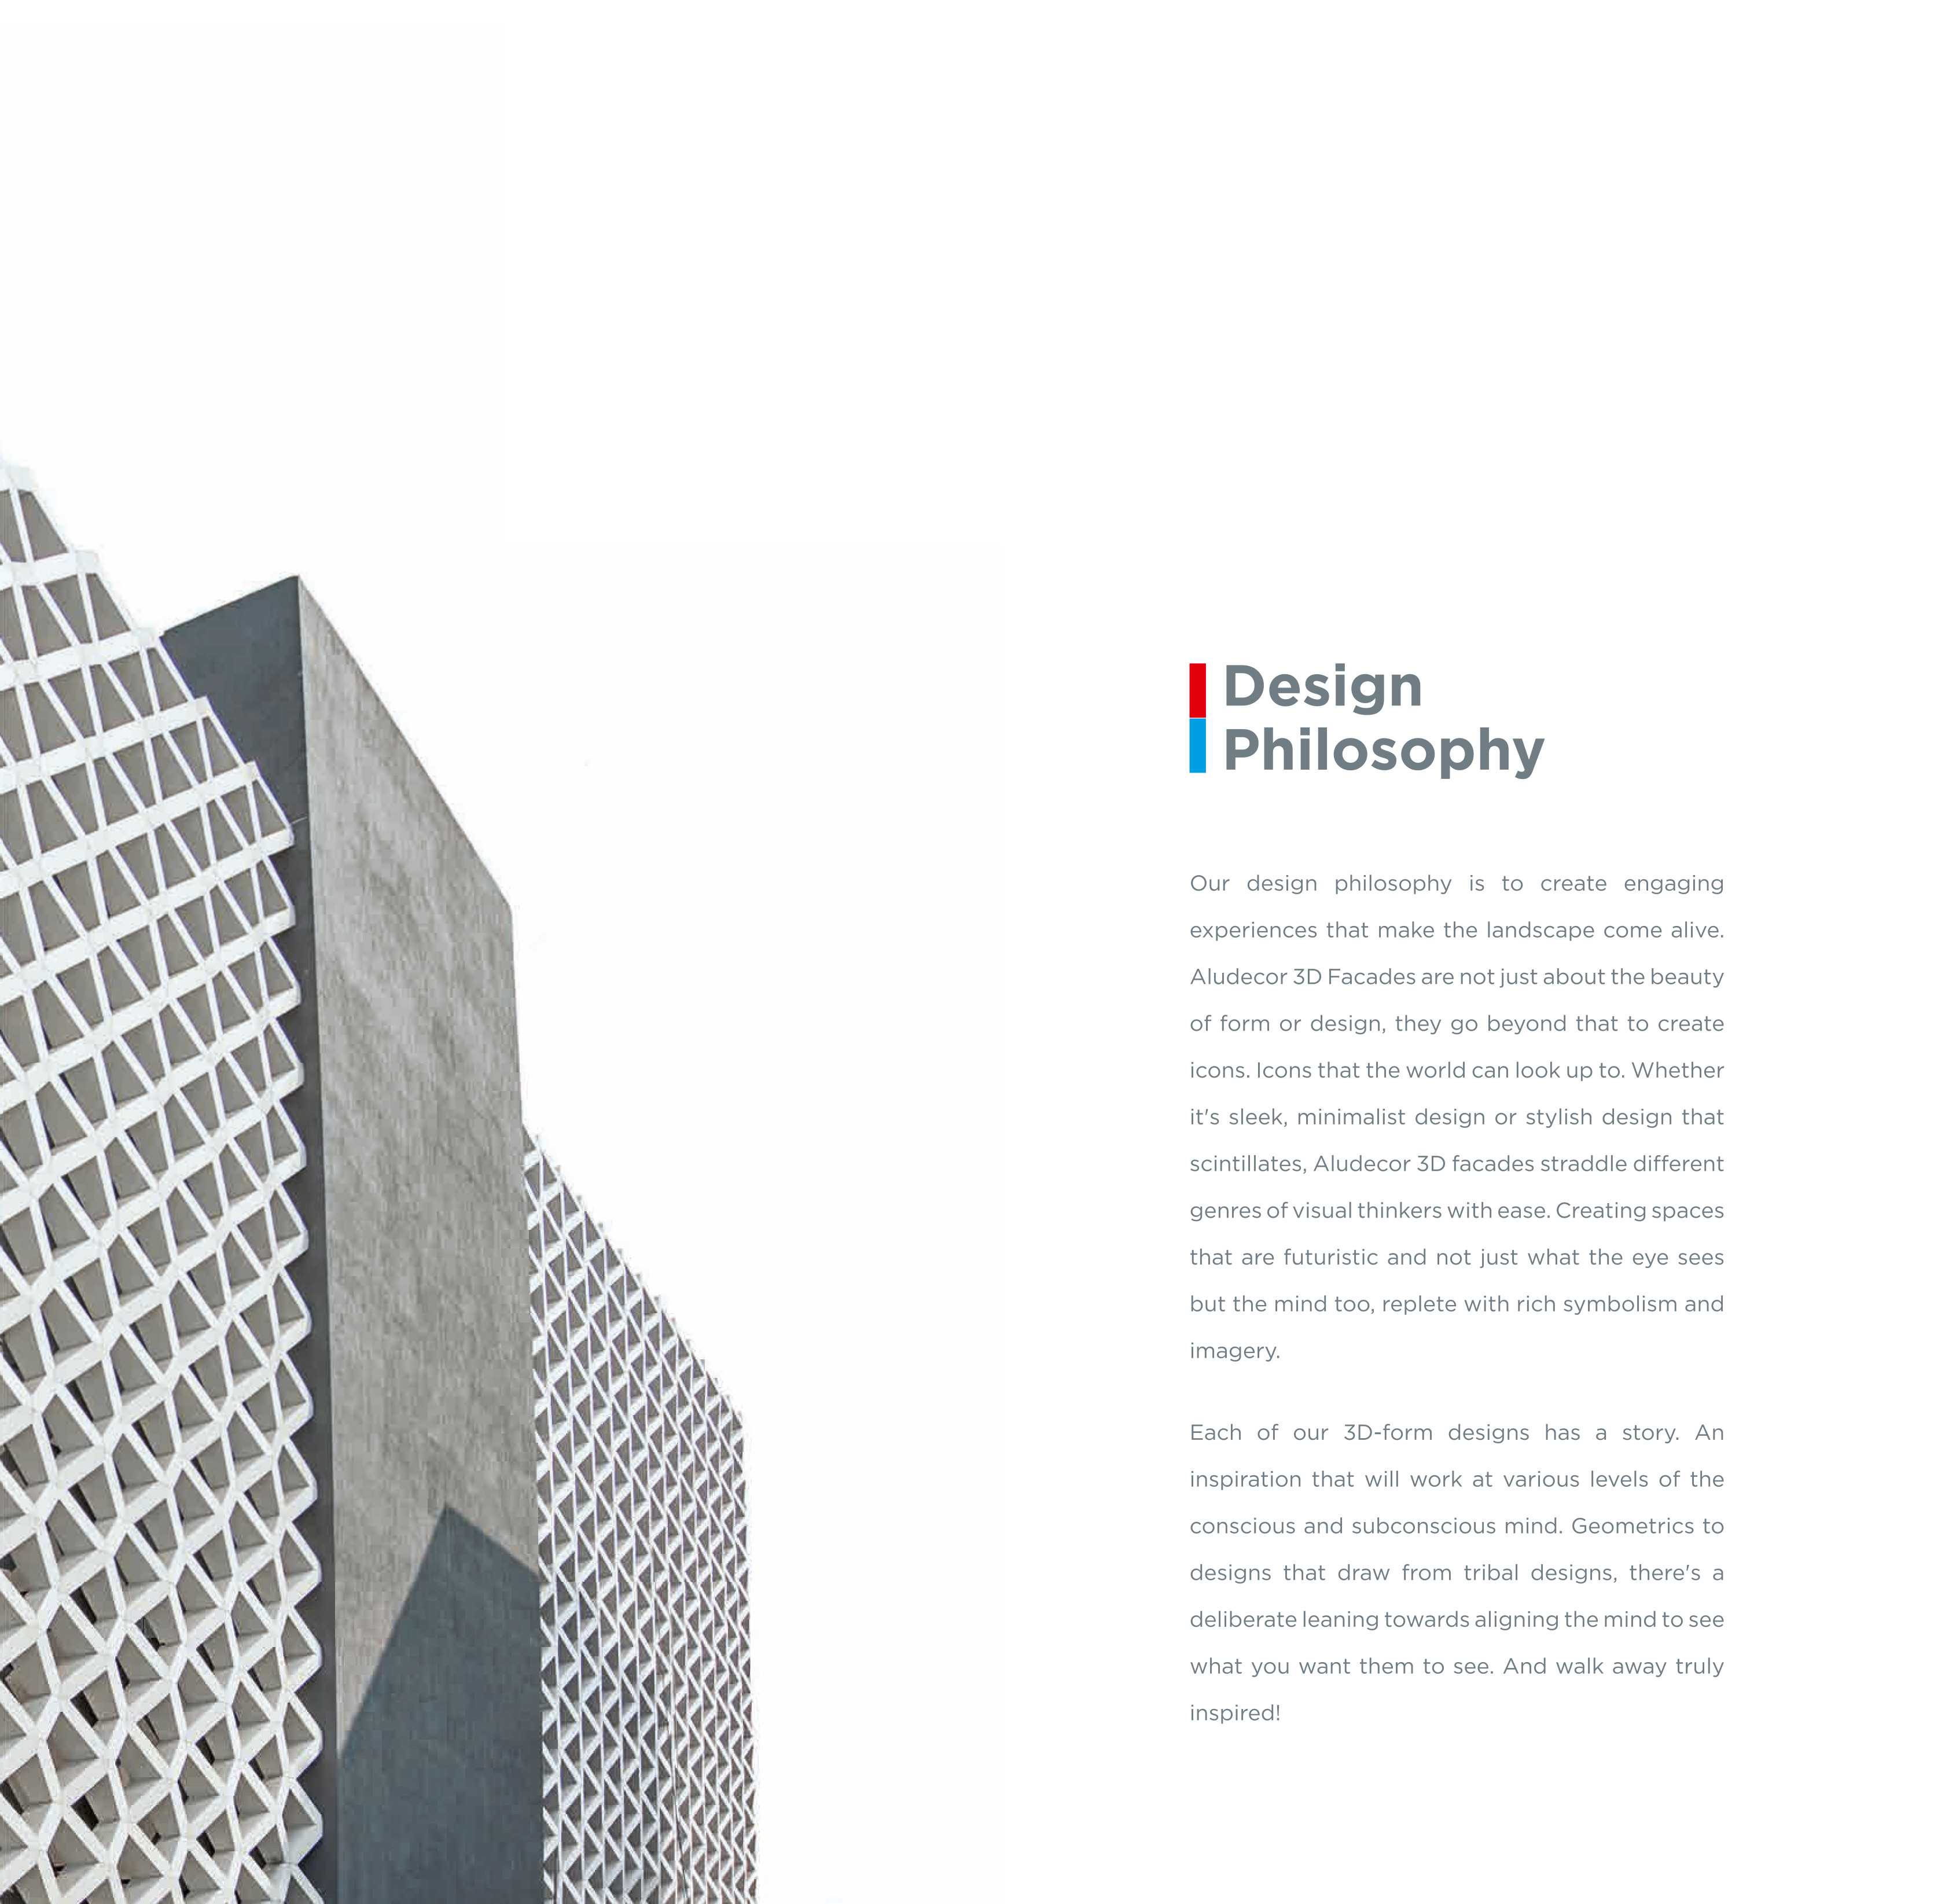 Design
Philosophy
Our design philosophy is to create engaging
experiences that make the landscape come alive.
Aludecor 3D Facades are not just about the beauty
of form or design, they go beyond that to create
icons. Icons that the world can look up to. Whether
it's sleek, minimalist design or stylish design that
scintillates, Aludecor 3D facades straddle different
genres of visual thinkers with ease. Creating spaces
that are futuristic and not just what the eye sees
but the mind too, replete with rich symbolism and
imagery.
Each of our 3D-form designs has a story. An
inspiration that will work at various levels of the
conscious and subconscious mind. Geometrics to
designs that draw from tribal designs, there's a
deliberate leaning towards aligning the mind to see
what you want them to see. And walk away truly
inspired!